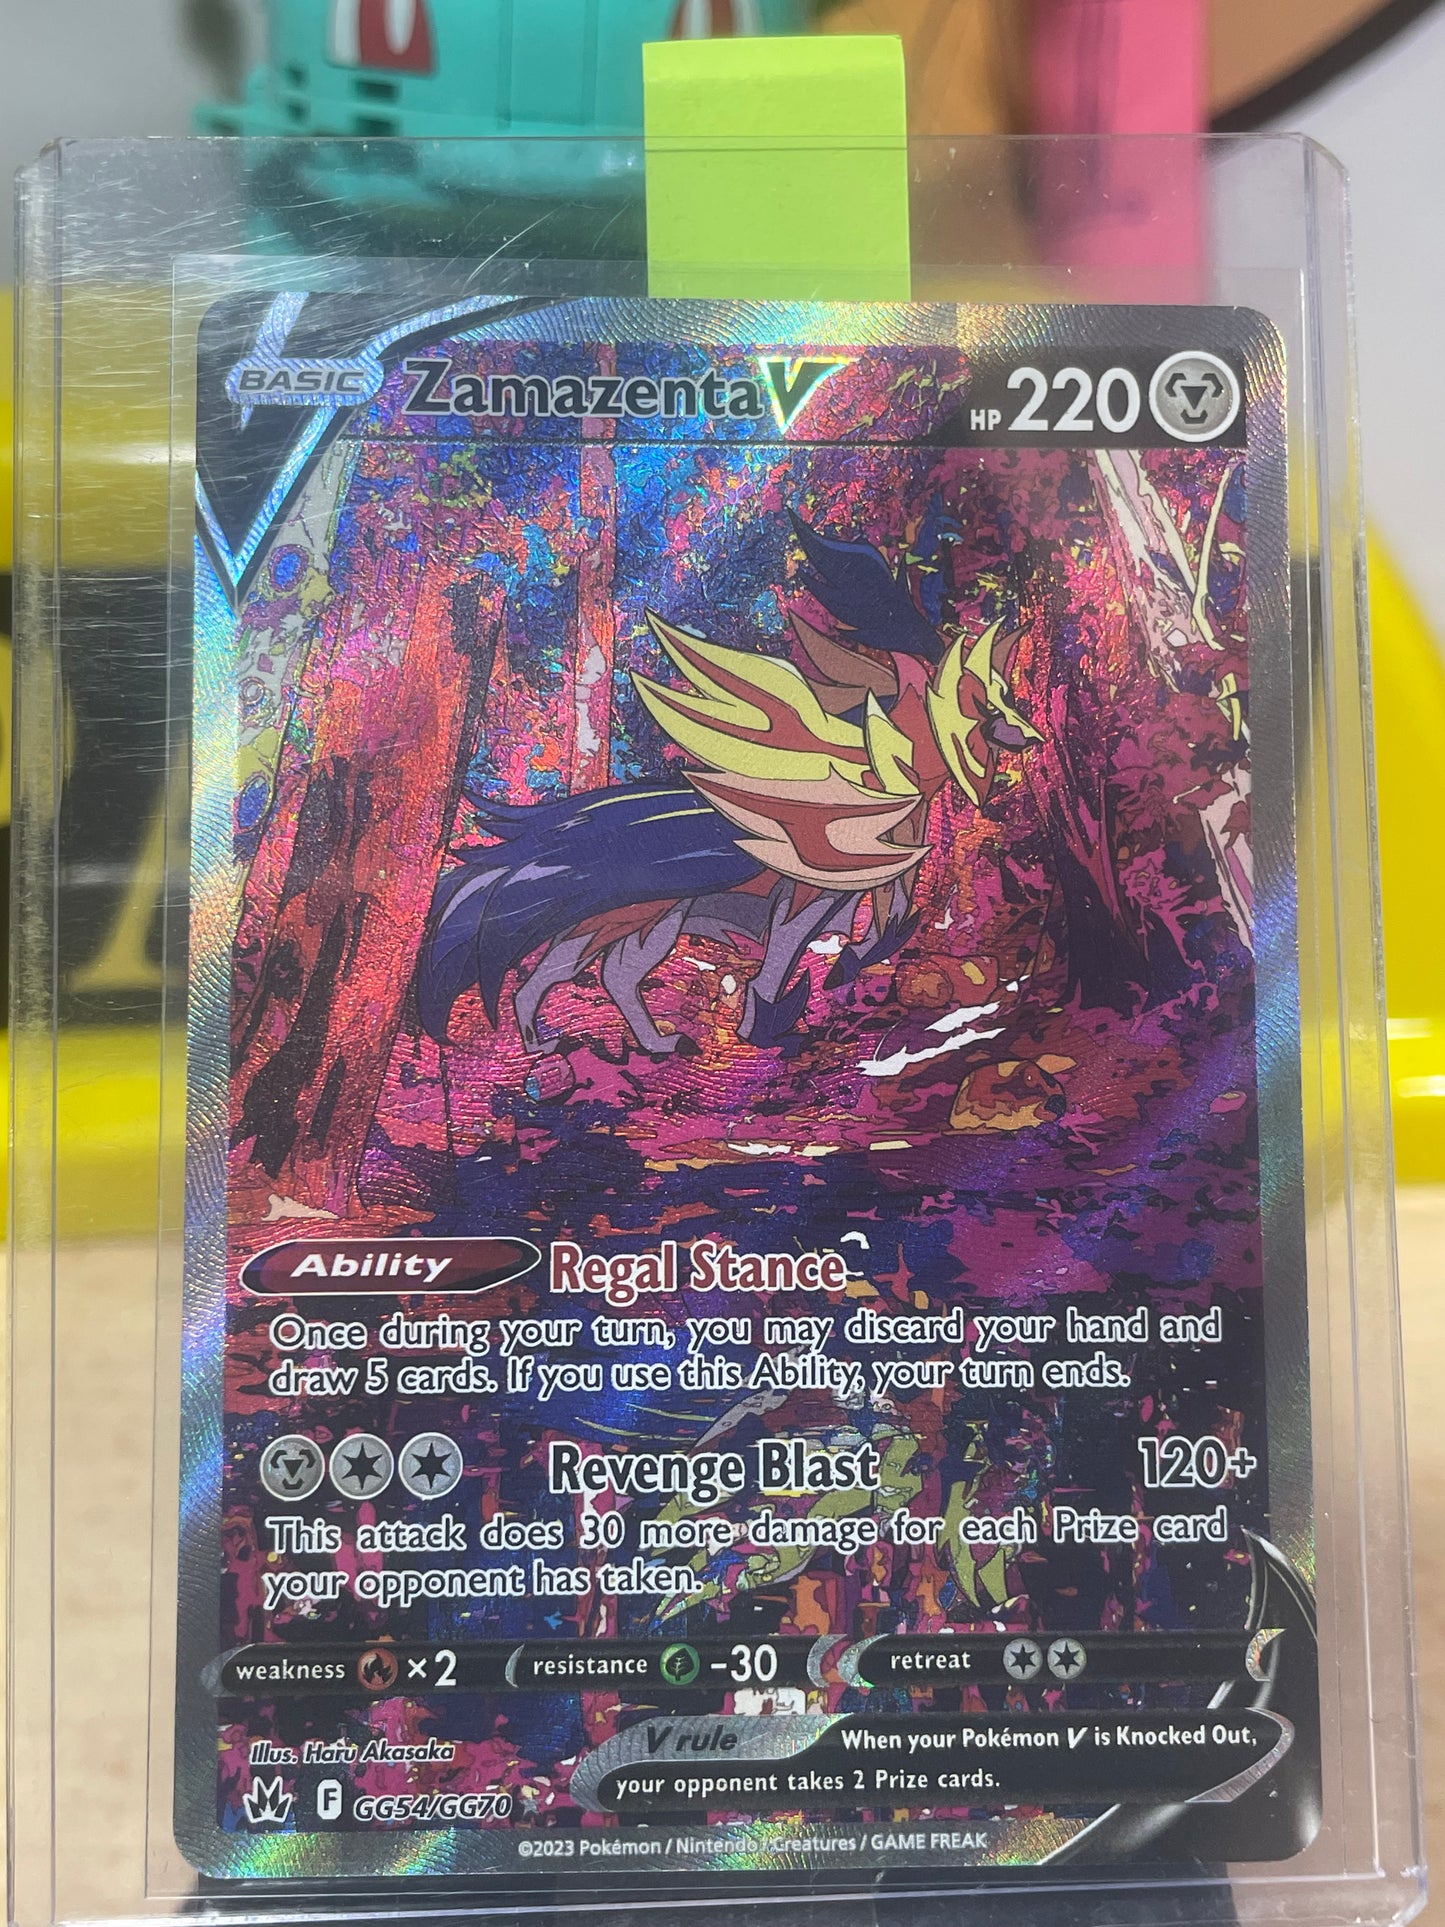 BASIC Zamazenta V HP 220
Ability Regal Stance
Once during your turn, you may discard your hand and
draw 5 cards. If you use this Ability, your turn ends.
Revenge Blast 120+
This attack does 30 more damage for each Prize card
your opponent has taken.
weakness ×2 resistance -30 retreat
V rule When your Pokémon V is Knocked Out,
your opponent takes 2 Prize cards.
Illus. Haru Akasaka
F GG54/GG70
©2023 Pokémon / Nintendo / Creatures / GAME FREAK